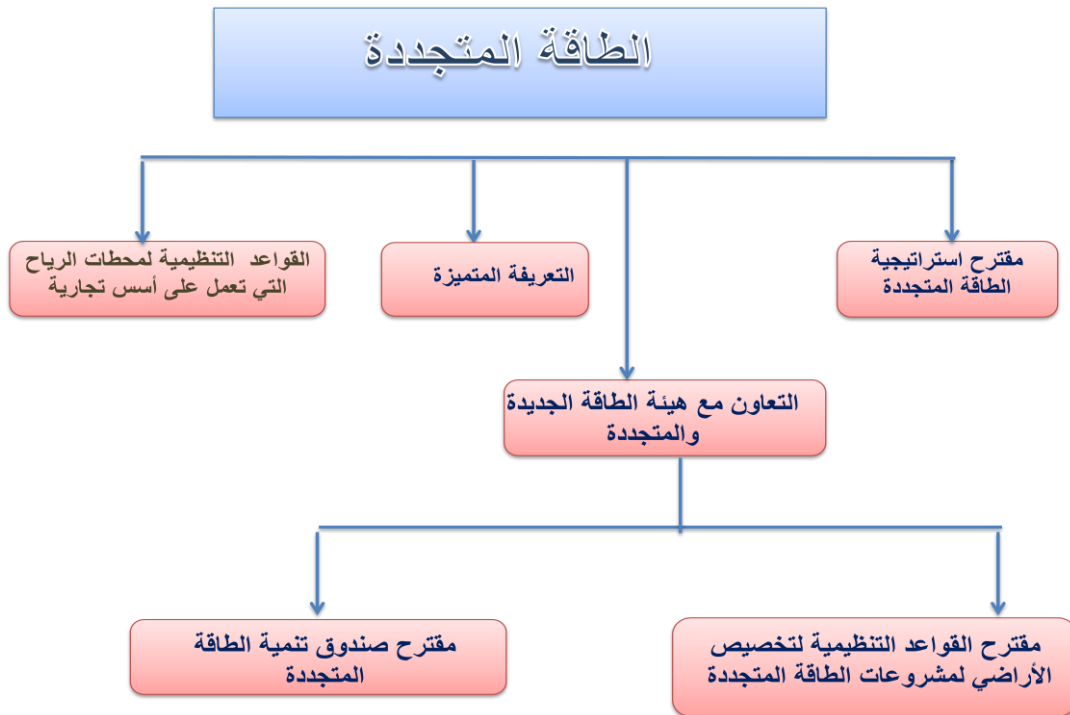 الطاقة المتجددة
مقترح استراتيجية
الطاقة المتجددة
التعريفة المتميزة
القواعد التنظيمية لمحطات الرياح
التي تعمل على أسس تجارية
التعاون مع هيئة الطاقة الجديدة
والمتجددة
مقترح القواعد التنظيمية لتخصيص
الأراضي لمشروعات الطاقة المتجددة
مقترح صندوق تنمية الطاقة
المتجددة